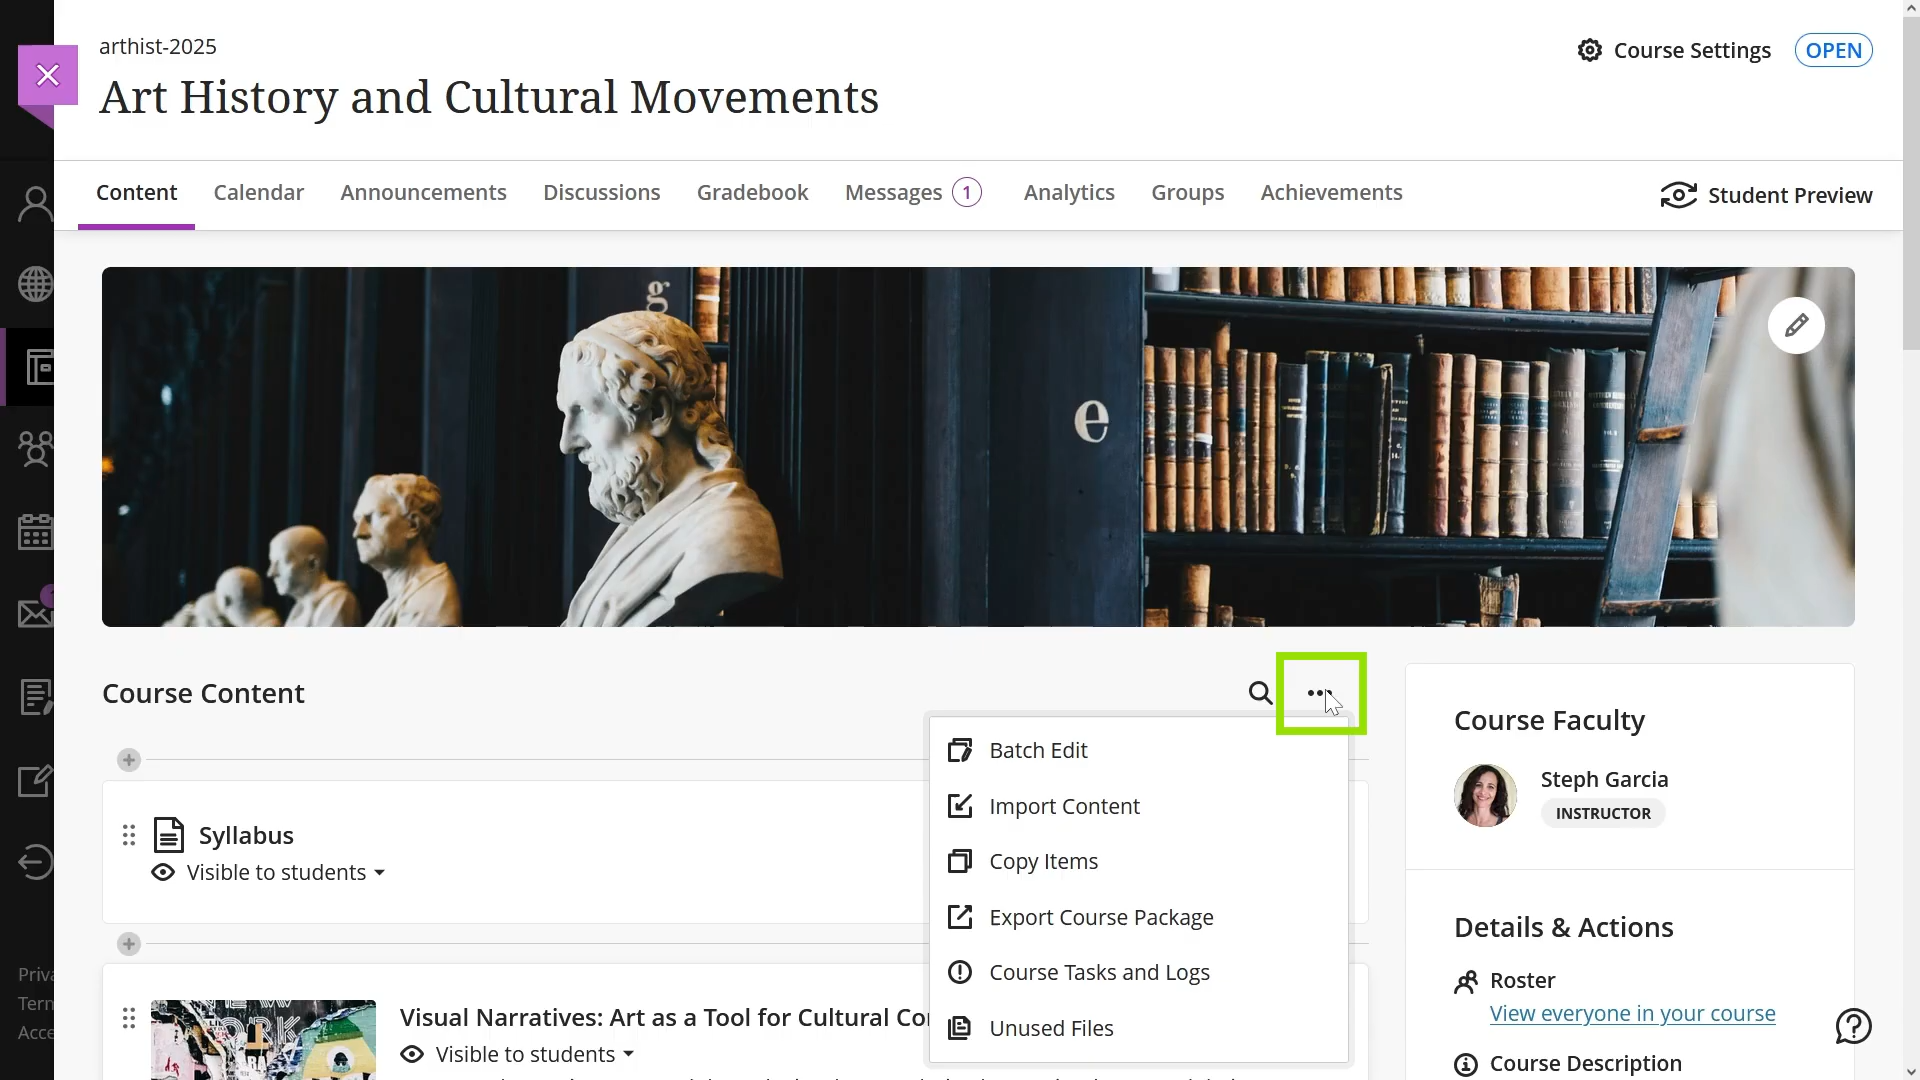 arthist-2025
Art History and Cultural Movements
Course Settings
OPEN
Content
Calendar
Announcements
Discussions
Gradebook
Messages 1
Analytics
Groups
Achievements
Student Preview
g
e
Course Content
Batch Edit
Import Content
Copy Items
Export Course Package
Course Tasks and Logs
Unused Files
Syllabus
Visible to students
Visual Narratives: Art as a Tool for Cultural
Visible to students
Course Faculty
Steph Garcia
INSTRUCTOR
Details & Actions
Roster
View everyone in your course
Course Description
Priva
Term
Acce